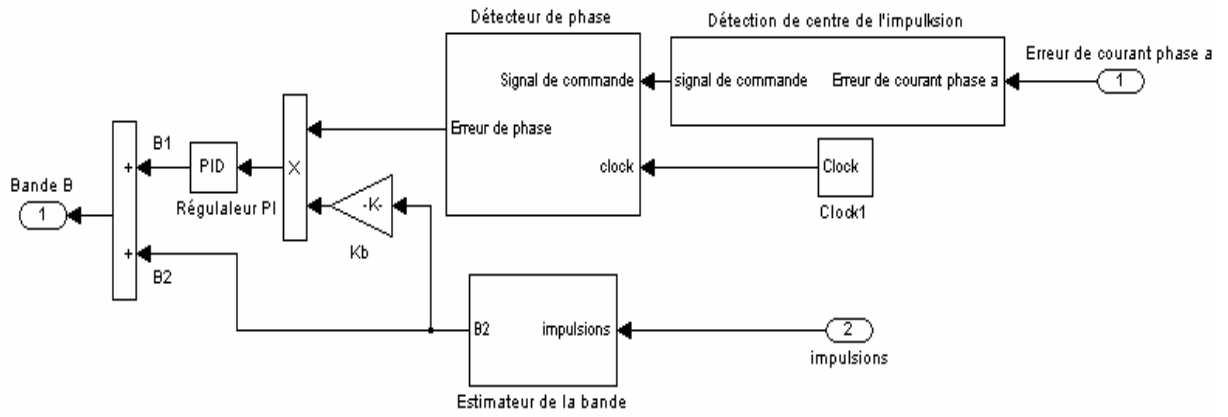 Détecteur de phase
Détection de centre de l'impulksion
Erreur de courant phase a
1
Signal de commande
signal de commande
Erreur de courant phase a
Erreur de phase
clock
Clock
Clock1
B1
+
PID
X
Régulaleur PI
-K-
Kb
Bande B
1
+
B2
B2
impulsions
2
impulsions
Estimateur de la bande